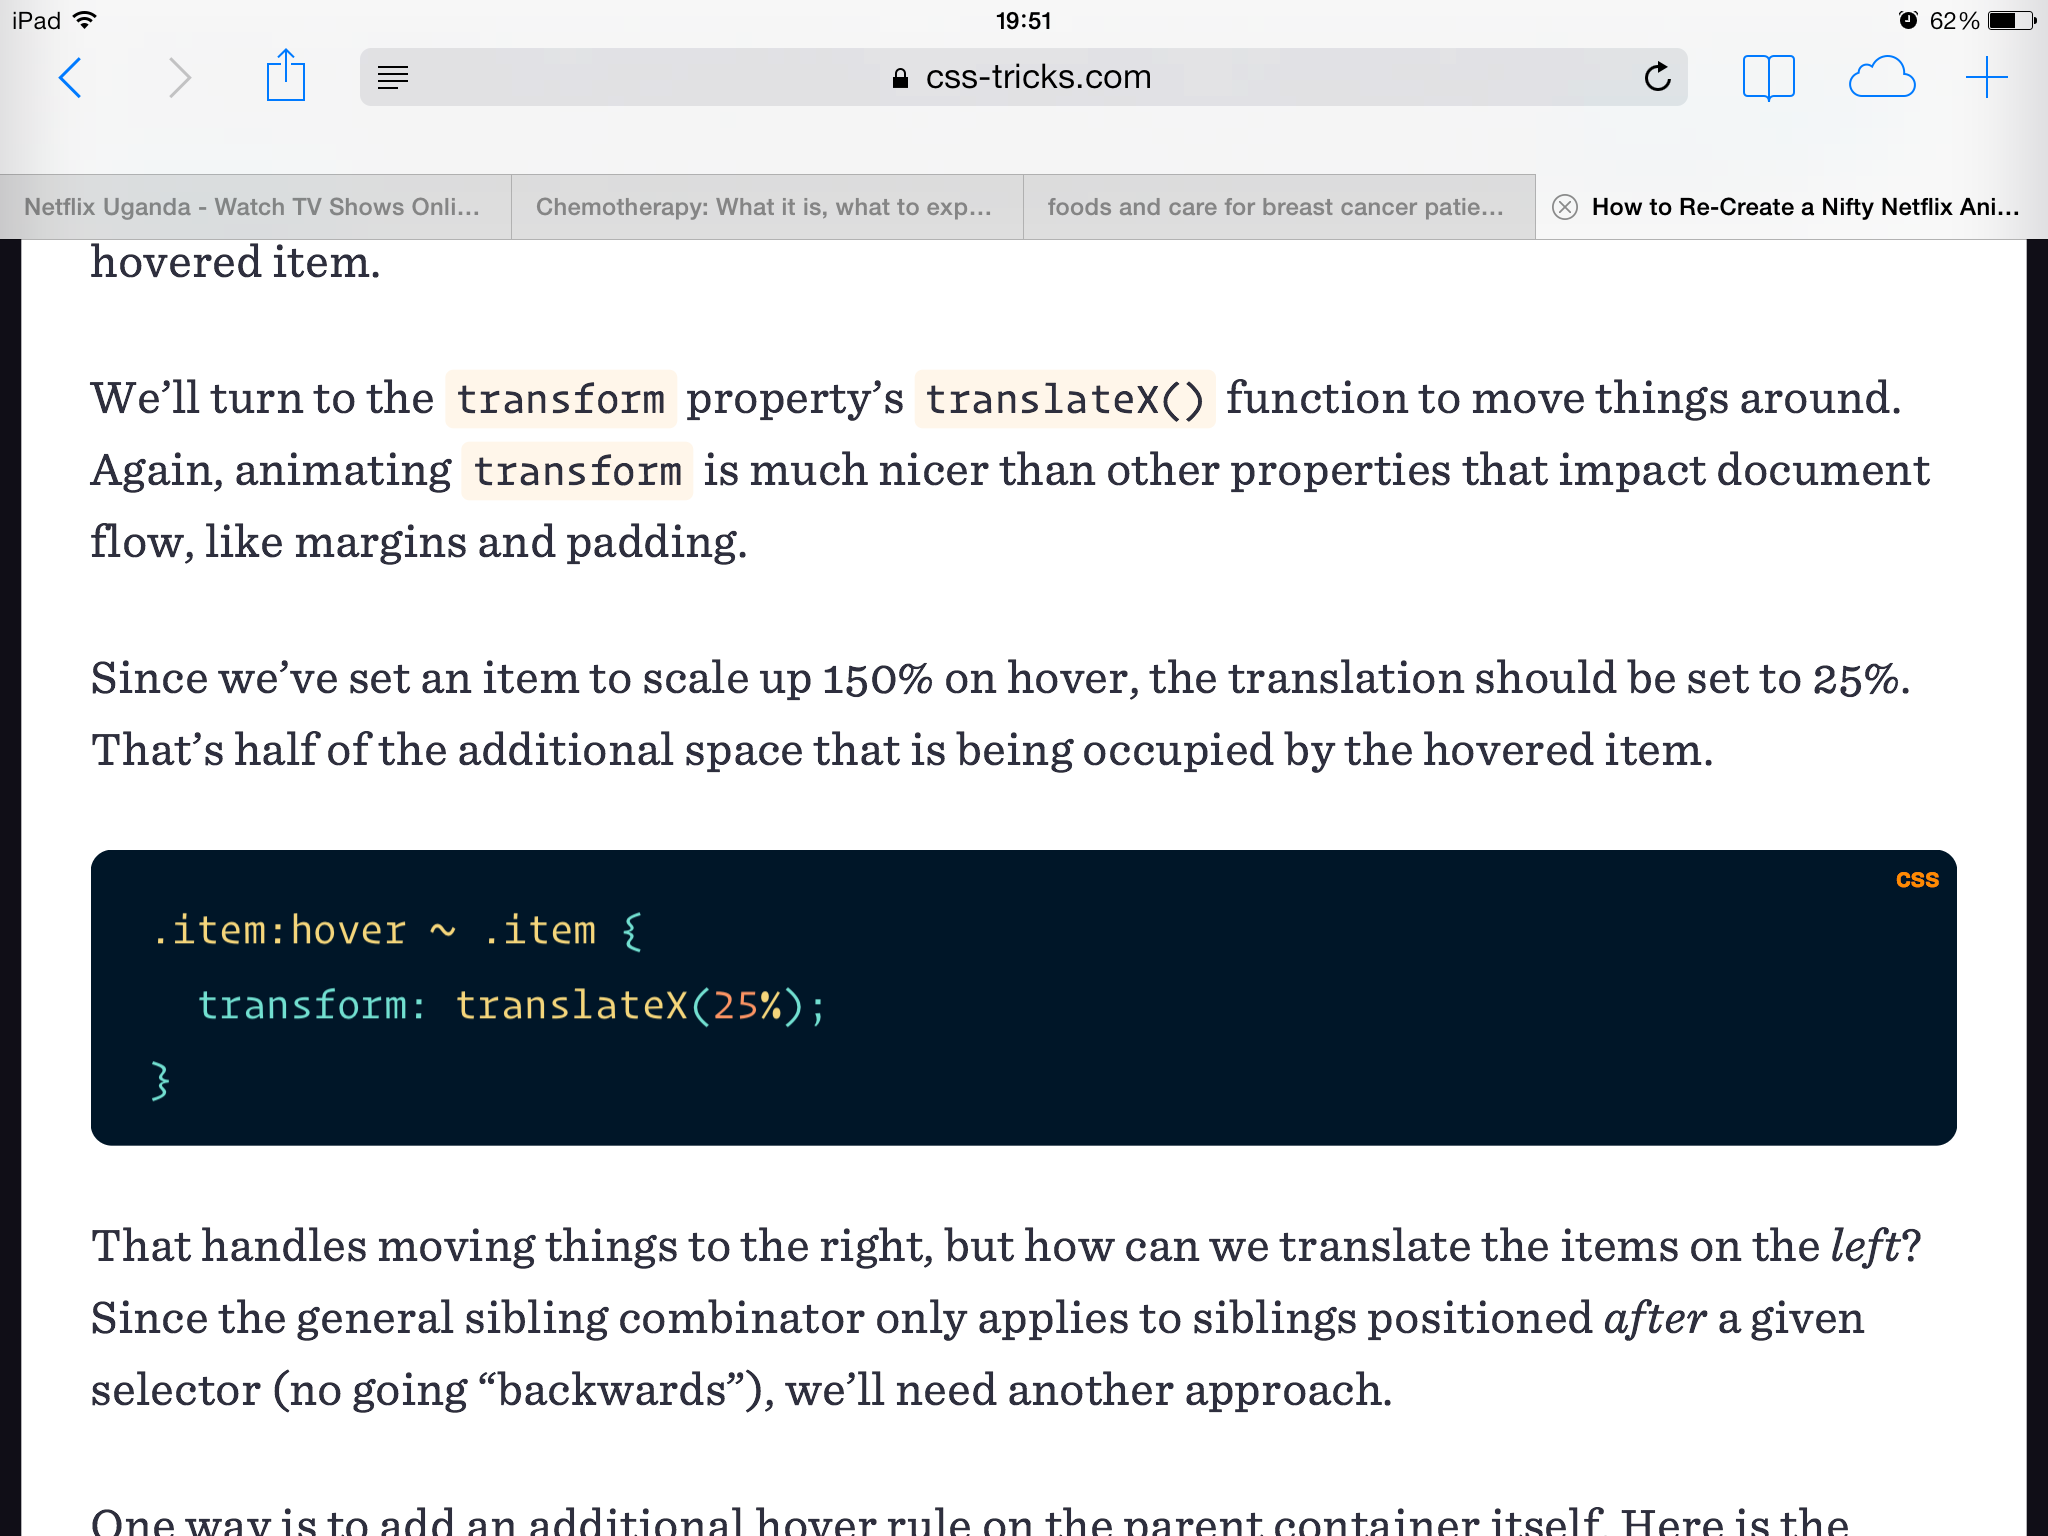 iPad 19:51 62%
css-tricks.com
Netflix Uganda - Watch TV Shows Onli... Chemotherapy: What it is, what to exp... foods and care for breast cancer patie... How to Re-Create a Nifty Netflix Ani...
hovered item.
We’ll turn to the transform property’s translateX() function to move things around.
Again, animating transform is much nicer than other properties that impact document
flow, like margins and padding.
Since we’ve set an item to scale up 150% on hover, the translation should be set to 25%.
That’s half of the additional space that is being occupied by the hovered item.
CSS
.item:hover ~ .item {
  transform: translateX(25%);
}
That handles moving things to the right, but how can we translate the items on the left?
Since the general sibling combinator only applies to siblings positioned after a given
selector (no going “backwards”), we’ll need another approach.
One way is to add an additional hover rule on the parent container itself. Here is the